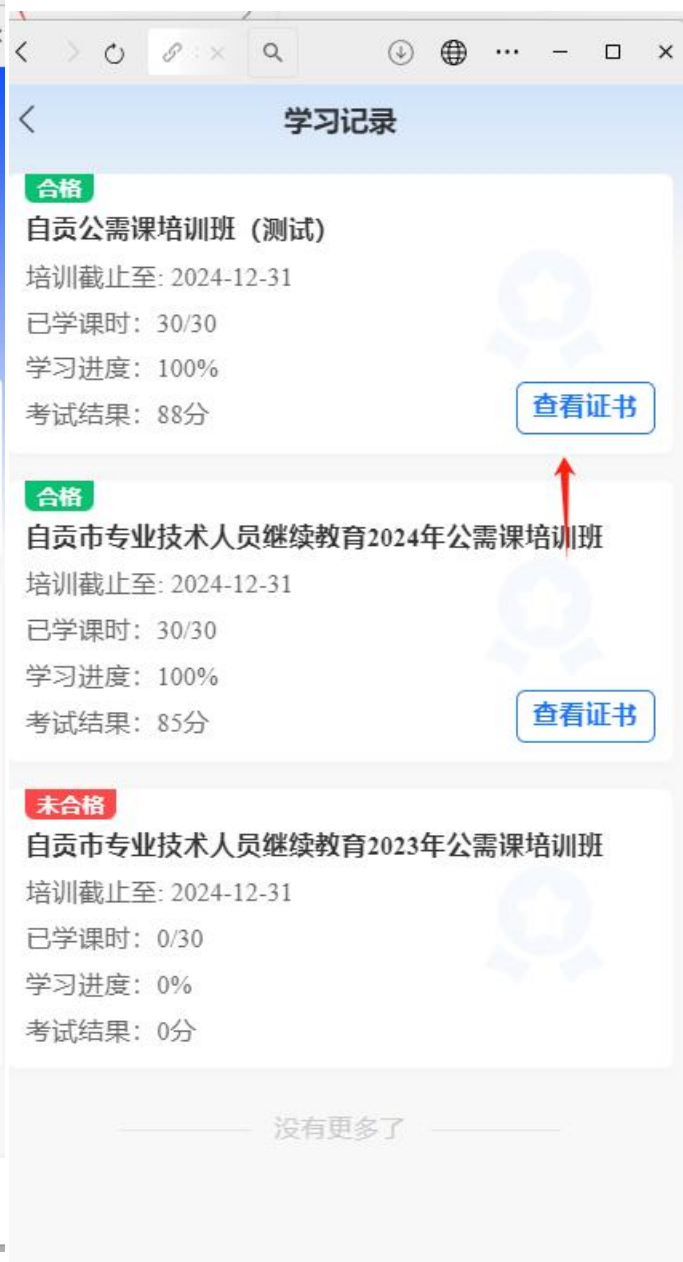 学习记录
合格
自贡公需课培训班（测试）
培训截止至: 2024-12-31
已学课时：30/30
学习进度：100%
考试结果：88分
查看证书
合格
自贡市专业技术人员继续教育2024年公需课培训班
培训截止至: 2024-12-31
已学课时：30/30
学习进度：100%
考试结果：85分
查看证书
未合格
自贡市专业技术人员继续教育2023年公需课培训班
培训截止至: 2024-12-31
已学课时：0/30
学习进度：0%
考试结果：0分
没有更多了